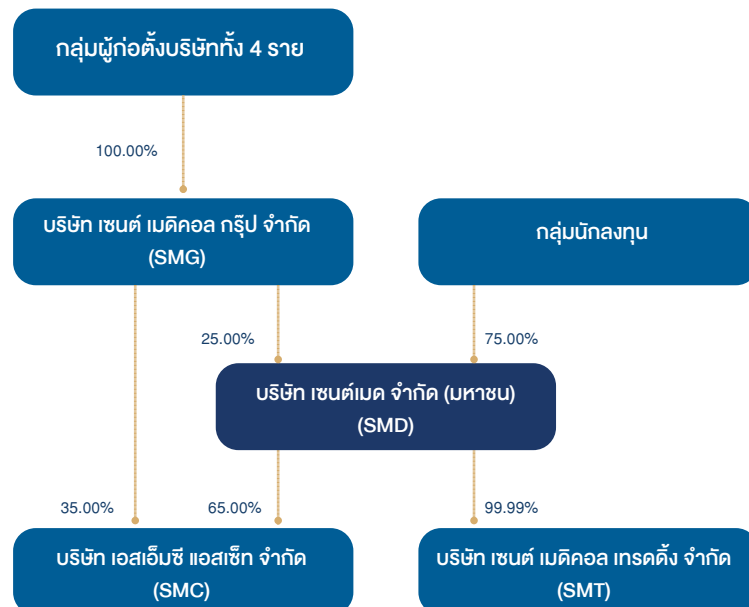 กลุ่มผู้ก่อตั้งบริษัททั้ง 4 ราย
100.00%
บริษัท เซนต์ เมดิคอล กรุ๊ป จำกัด
(SMG)
กลุ่มนักลงทุน
25.00%
75.00%
บริษัท เซนต์เมด จำกัด (มหาชน)
(SMD)
35.00%
65.00%
99.99%
บริษัท เอสเอ็มซี แอสเซ็ท จำกัด
(SMC)
บริษัท เซนต์ เมดิคอล เทรดดิ้ง จำกัด
(SMT)